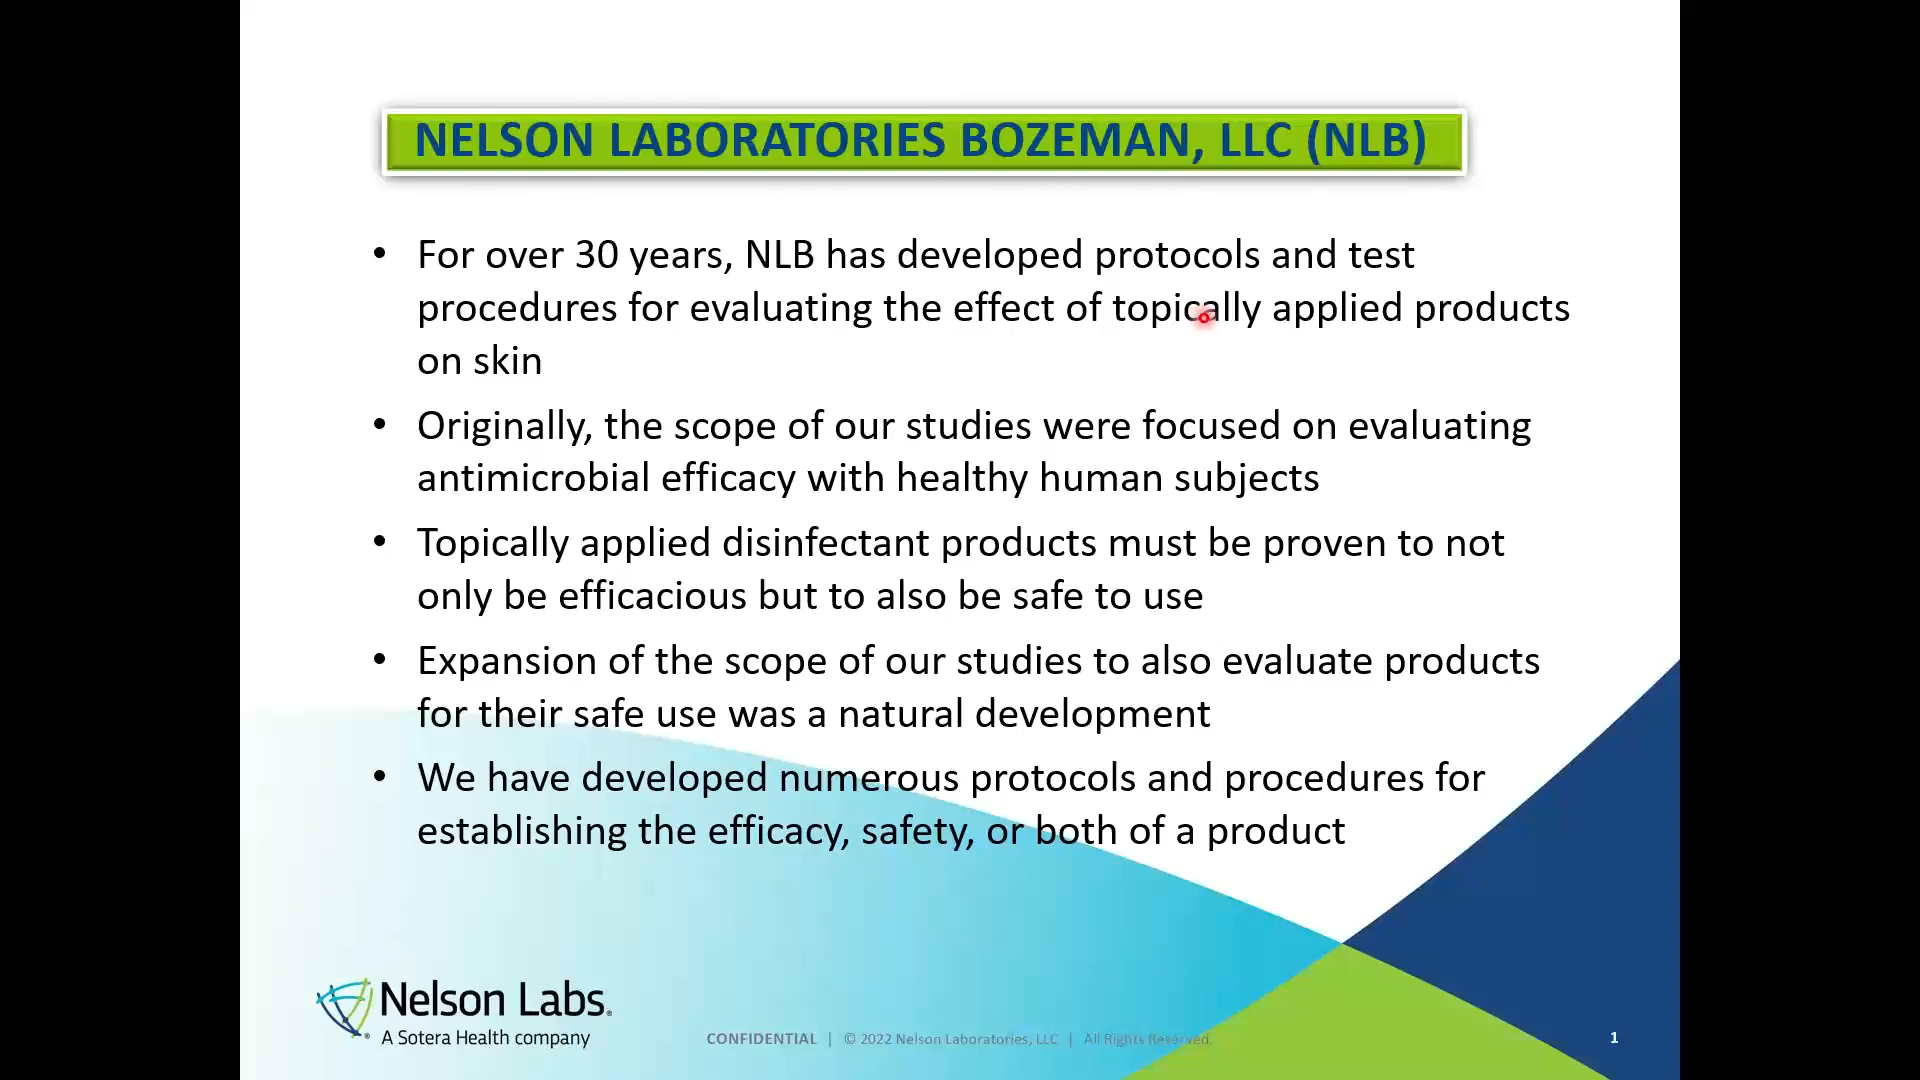 NELSON LABORATORIES BOZEMAN, LLC (NLB)
• For over 30 years, NLB has developed protocols and test
procedures for evaluating the effect of topically applied products
on skin
• Originally, the scope of our studies were focused on evaluating
antimicrobial efficacy with healthy human subjects
• Topically applied disinfectant products must be proven to not
only be efficacious but to also be safe to use
• Expansion of the scope of our studies to also evaluate products
for their safe use was a natural development
• We have developed numerous protocols and procedures for
establishing the efficacy, safety, or both of a product
Nelson Labs®
A Sotera Health company
CONFIDENTIAL | © 2022 Nelson Laboratories, LLC | All Rights Reserved.
1